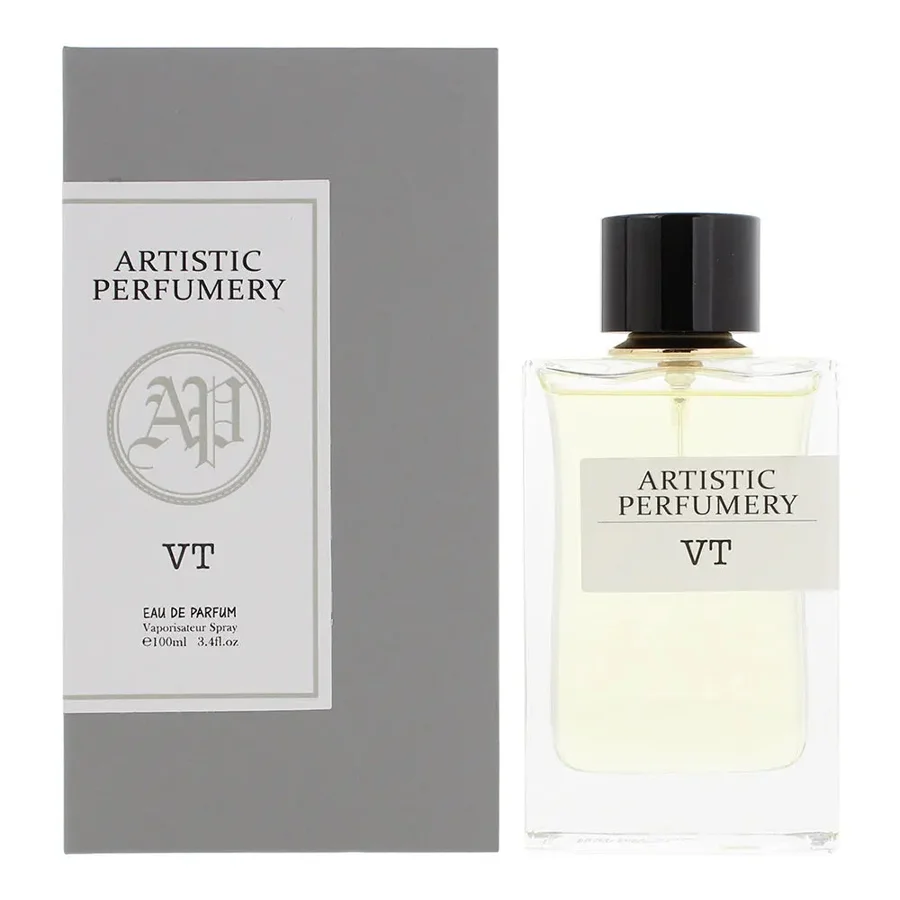 ARTISTIC
PERFUMERY
AP
VT
EAU DE PARFUM
Vaporisateur Spray
℮100ml 3.4fl.oz
ARTISTIC
PERFUMERY
VT